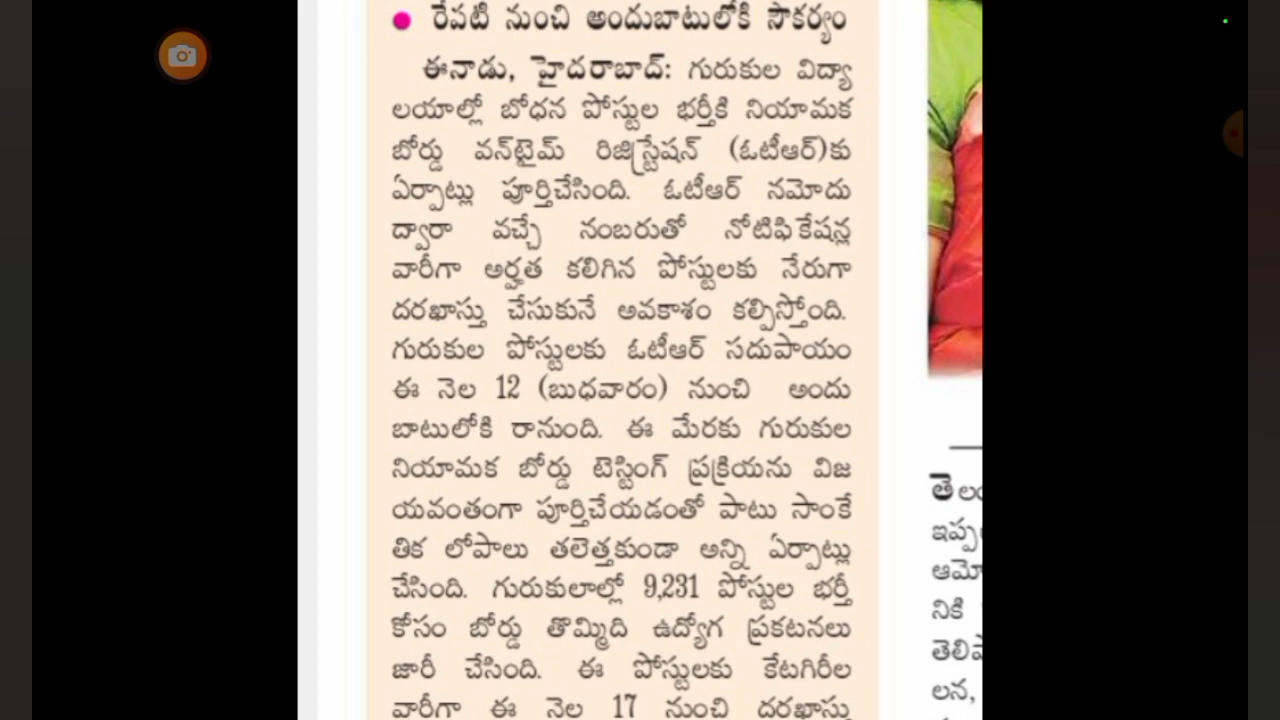 రేపటి నుంచి అందుబాటులోకి సౌకర్యం
ఈనాడు, హైదరాబాద్: గురుకుల విద్యా
లయాల్లో బోధన పోస్టుల భర్తీకి నియామక
బోర్డు వన్‌టైమ్ రిజిస్ట్రేషన్ (ఓటీఆర్)కు
ఏర్పాట్లు పూర్తిచేసింది. ఓటీఆర్ నమోదు
ద్వారా వచ్చే నంబరుతో నోటిఫికేషన్ల
వారీగా అర్హత కలిగిన పోస్టులకు నేరుగా
దరఖాస్తు చేసుకునే అవకాశం కల్పిస్తోంది.
గురుకుల పోస్టులకు ఓటీఆర్ సదుపాయం
ఈ నెల 12 (బుధవారం) నుంచి అందు
బాటులోకి రానుంది. ఈ మేరకు గురుకుల
నియామక బోర్డు టెస్టింగ్ ప్రక్రియను విజ
యవంతంగా పూర్తిచేయడంతో పాటు సాంకే
తిక లోపాలు తలెత్తకుండా అన్ని ఏర్పాట్లు
చేసింది. గురుకులాల్లో 9,231 పోస్టుల భర్తీ
కోసం బోర్డు తొమ్మిది ఉద్యోగ ప్రకటనలు
జారీ చేసింది. ఈ పోస్టులకు కేటగిరీల
వారీగా ఈ నెల 17 నుంచి దరఖాస్తు
నికి
లన,